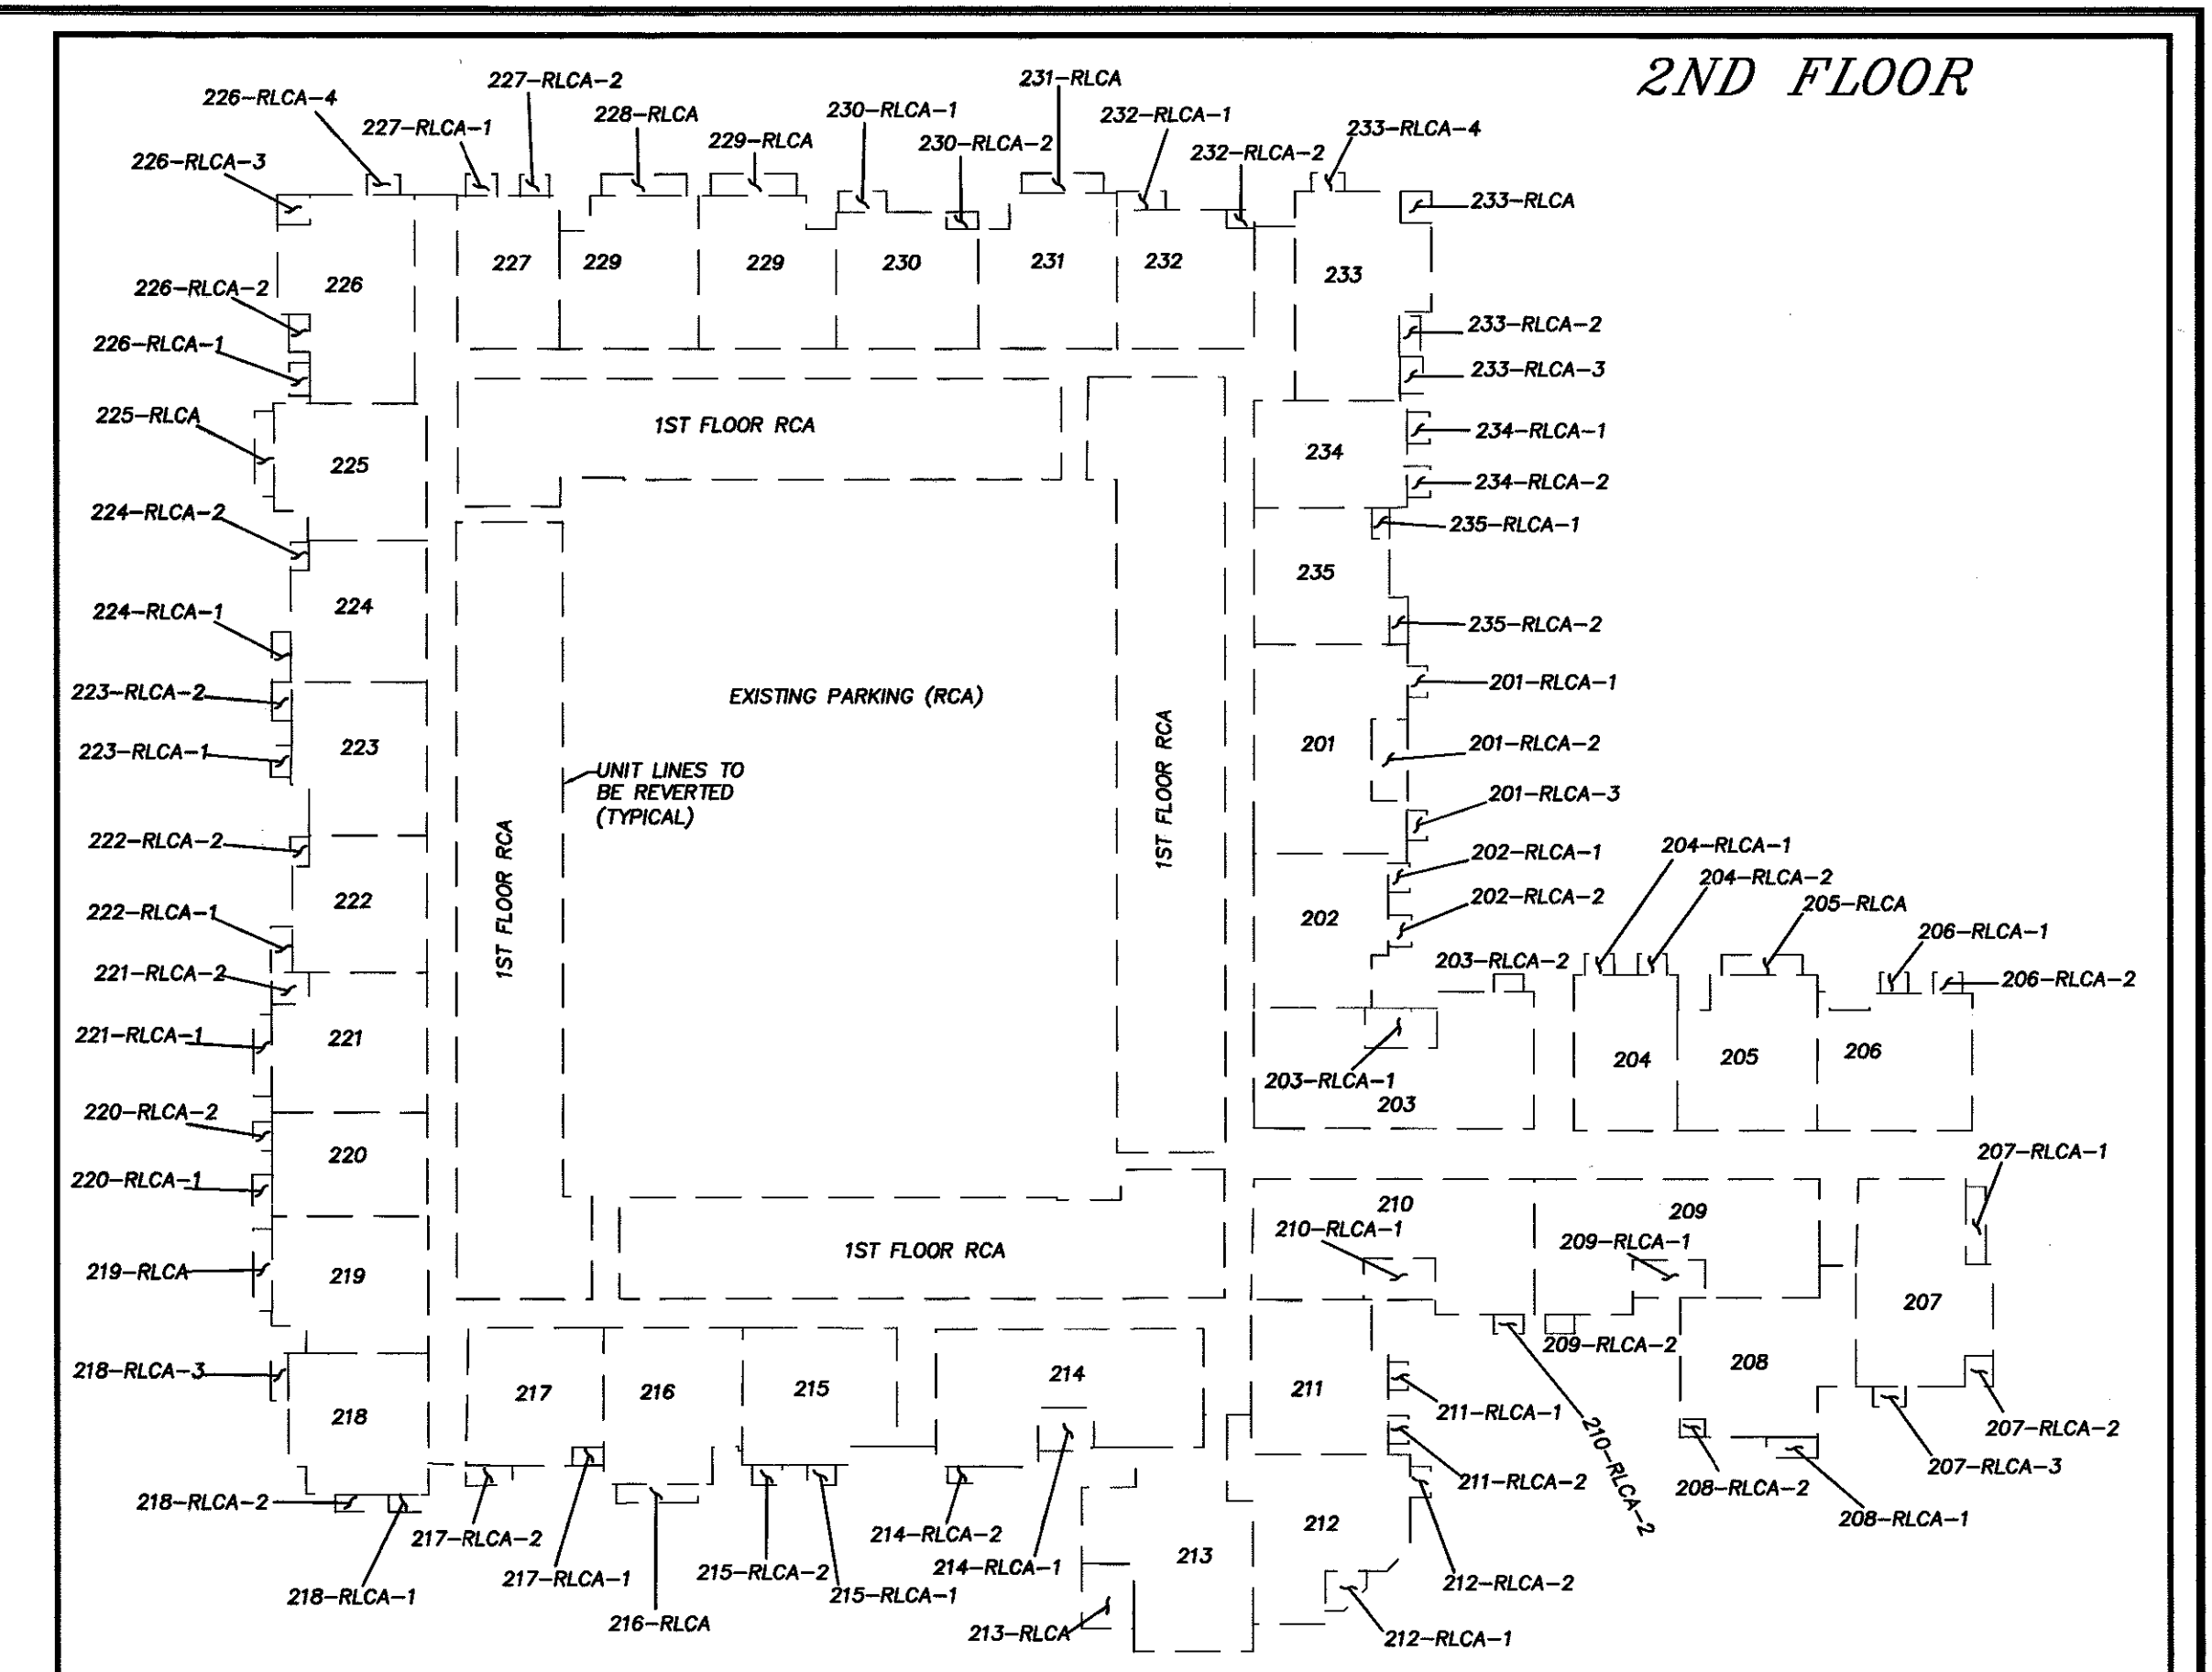 2ND FLOOR
227-RLCA-2
231-RLCA
226-RLCA-4
230-RLCA-1
232-RLCA-1
228-RLCA
227-RLCA-1
233-RLCA-4
229-RLCA
230-RLCA-2
232-RLCA-2
226-RLCA-3
233-RLCA
227
229
229
230
231
232
233
226
226-RLCA-2
233-RLCA-2
226-RLCA-1
233-RLCA-3
225-RLCA
1ST FLOOR RCA
234-RLCA-1
225
234
234-RLCA-2
224-RLCA-2
235-RLCA-1
235
224
224-RLCA-1
235-RLCA-2
223-RLCA-2
EXISTING PARKING (RCA)
201-RLCA-1
223-RLCA-1
223
201
201-RLCA-2
UNIT LINES TO
BE REVERTED
(TYPICAL)
1ST FLOOR RCA
1ST FLOOR RCA
201-RLCA-3
222-RLCA-2
202-RLCA-1
204-RLCA-1
204-RLCA-2
222
202-RLCA-2
205-RLCA
222-RLCA-1
202
206-RLCA-1
203-RLCA-2
221-RLCA-2
206-RLCA-2
221-RLCA-1
221
204
205
206
203-RLCA-1
203
220-RLCA-2
220
207-RLCA-1
220-RLCA-1
210
209
210-RLCA-1
209-RLCA-1
1ST FLOOR RCA
219-RLCA
219
207
209-RLCA-2
218-RLCA-3
208
214
217
216
215
211
218
211-RLCA-1
207-RLCA-2
210-RLCA-2
207-RLCA-3
211-RLCA-2
208-RLCA-2
218-RLCA-2
208-RLCA-1
212
217-RLCA-2
214-RLCA-2
213
214-RLCA-1
215-RLCA-2
217-RLCA-1
212-RLCA-2
218-RLCA-1
215-RLCA-1
216-RLCA
213-RLCA
212-RLCA-1